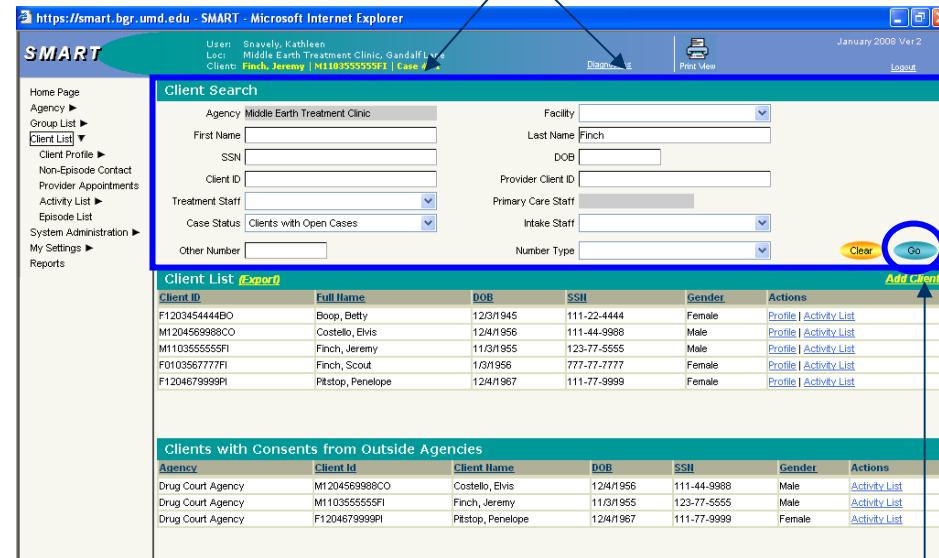 https://smart.bgr.umd.edu - SMART - Microsoft Internet Explorer
SMART
User: Snavely, Kathleen
Loc: Middle Earth Treatment Clinic, Gandalf Lane
Client: Finch, Jeremy | M1103555555FI | Case #
Diagnosis
Print View
January 2008 Ver 2
Logout
Home Page
Agency ▶
Group List ▶
Client List ▼
Client Profile ▶
Non-Episode Contact
Provider Appointments
Activity List ▶
Episode List
System Administration ▶
My Settings ▶
Reports
Client Search
Agency Middle Earth Treatment Clinic Facility
First Name Last Name Finch
SSN DOB
Client ID Provider Client ID
Treatment Staff Primary Care Staff
Case Status Clients with Open Cases Intake Staff
Other Number Number Type Clear Go
Client List (Export) Add Client
Client ID Full Name DOB SSN Gender Actions
F1203454444BO Boop, Betty 12/3/1945 111-22-4444 Female Profile | Activity List
M1204569988CO Costello, Elvis 12/4/1956 111-44-9988 Male Profile | Activity List
M1103555555FI Finch, Jeremy 11/3/1955 123-77-5555 Male Profile | Activity List
F0103567777FI Finch, Scout 1/3/1956 777-77-7777 Female Profile | Activity List
F1204679999PI Pitstop, Penelope 12/4/1967 111-77-9999 Female Profile | Activity List
Clients with Consents from Outside Agencies
Agency Client Id Client Name DOB SSN Gender Actions
Drug Court Agency M1204569988CO Costello, Elvis 12/4/1956 111-44-9988 Male Activity List
Drug Court Agency M1103555555FI Finch, Jeremy 11/3/1955 123-77-5555 Male Activity List
Drug Court Agency F1204679999PI Pitstop, Penelope 12/4/1967 111-77-9999 Female Activity List